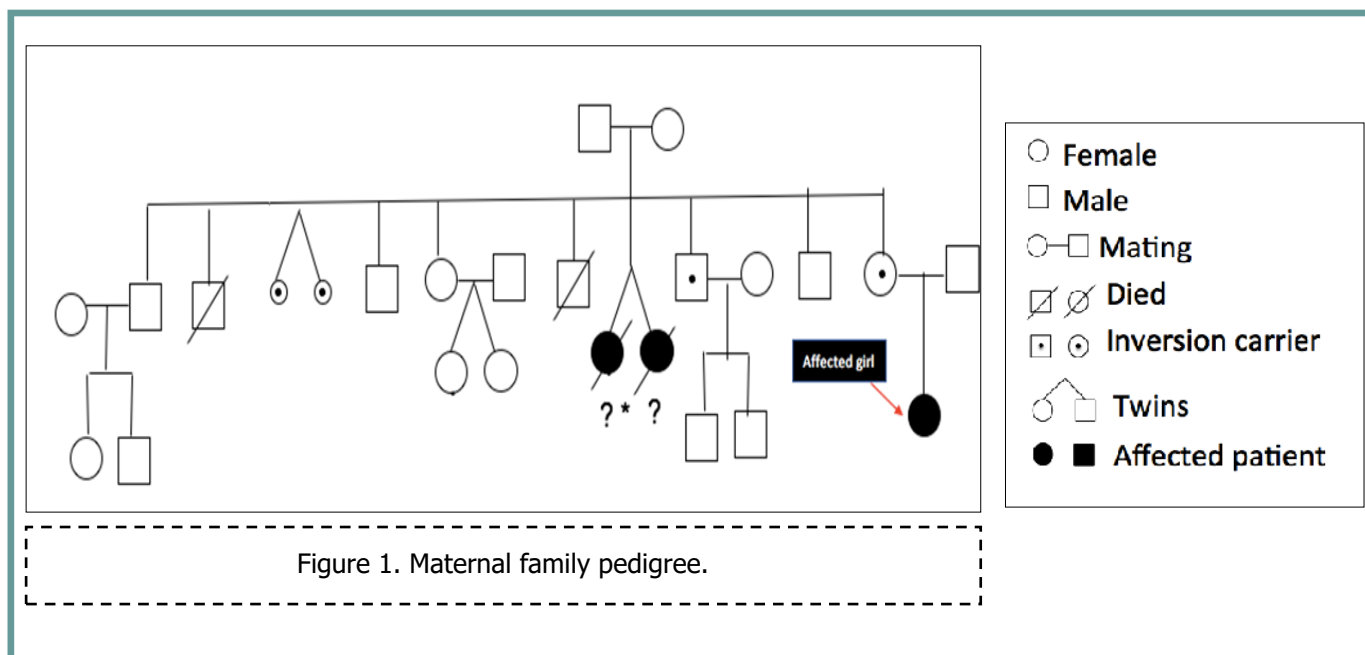 Affected girl
? * ?
Female
Male
Mating
Died
Inversion carrier
Twins
Affected patient
Figure 1. Maternal family pedigree.